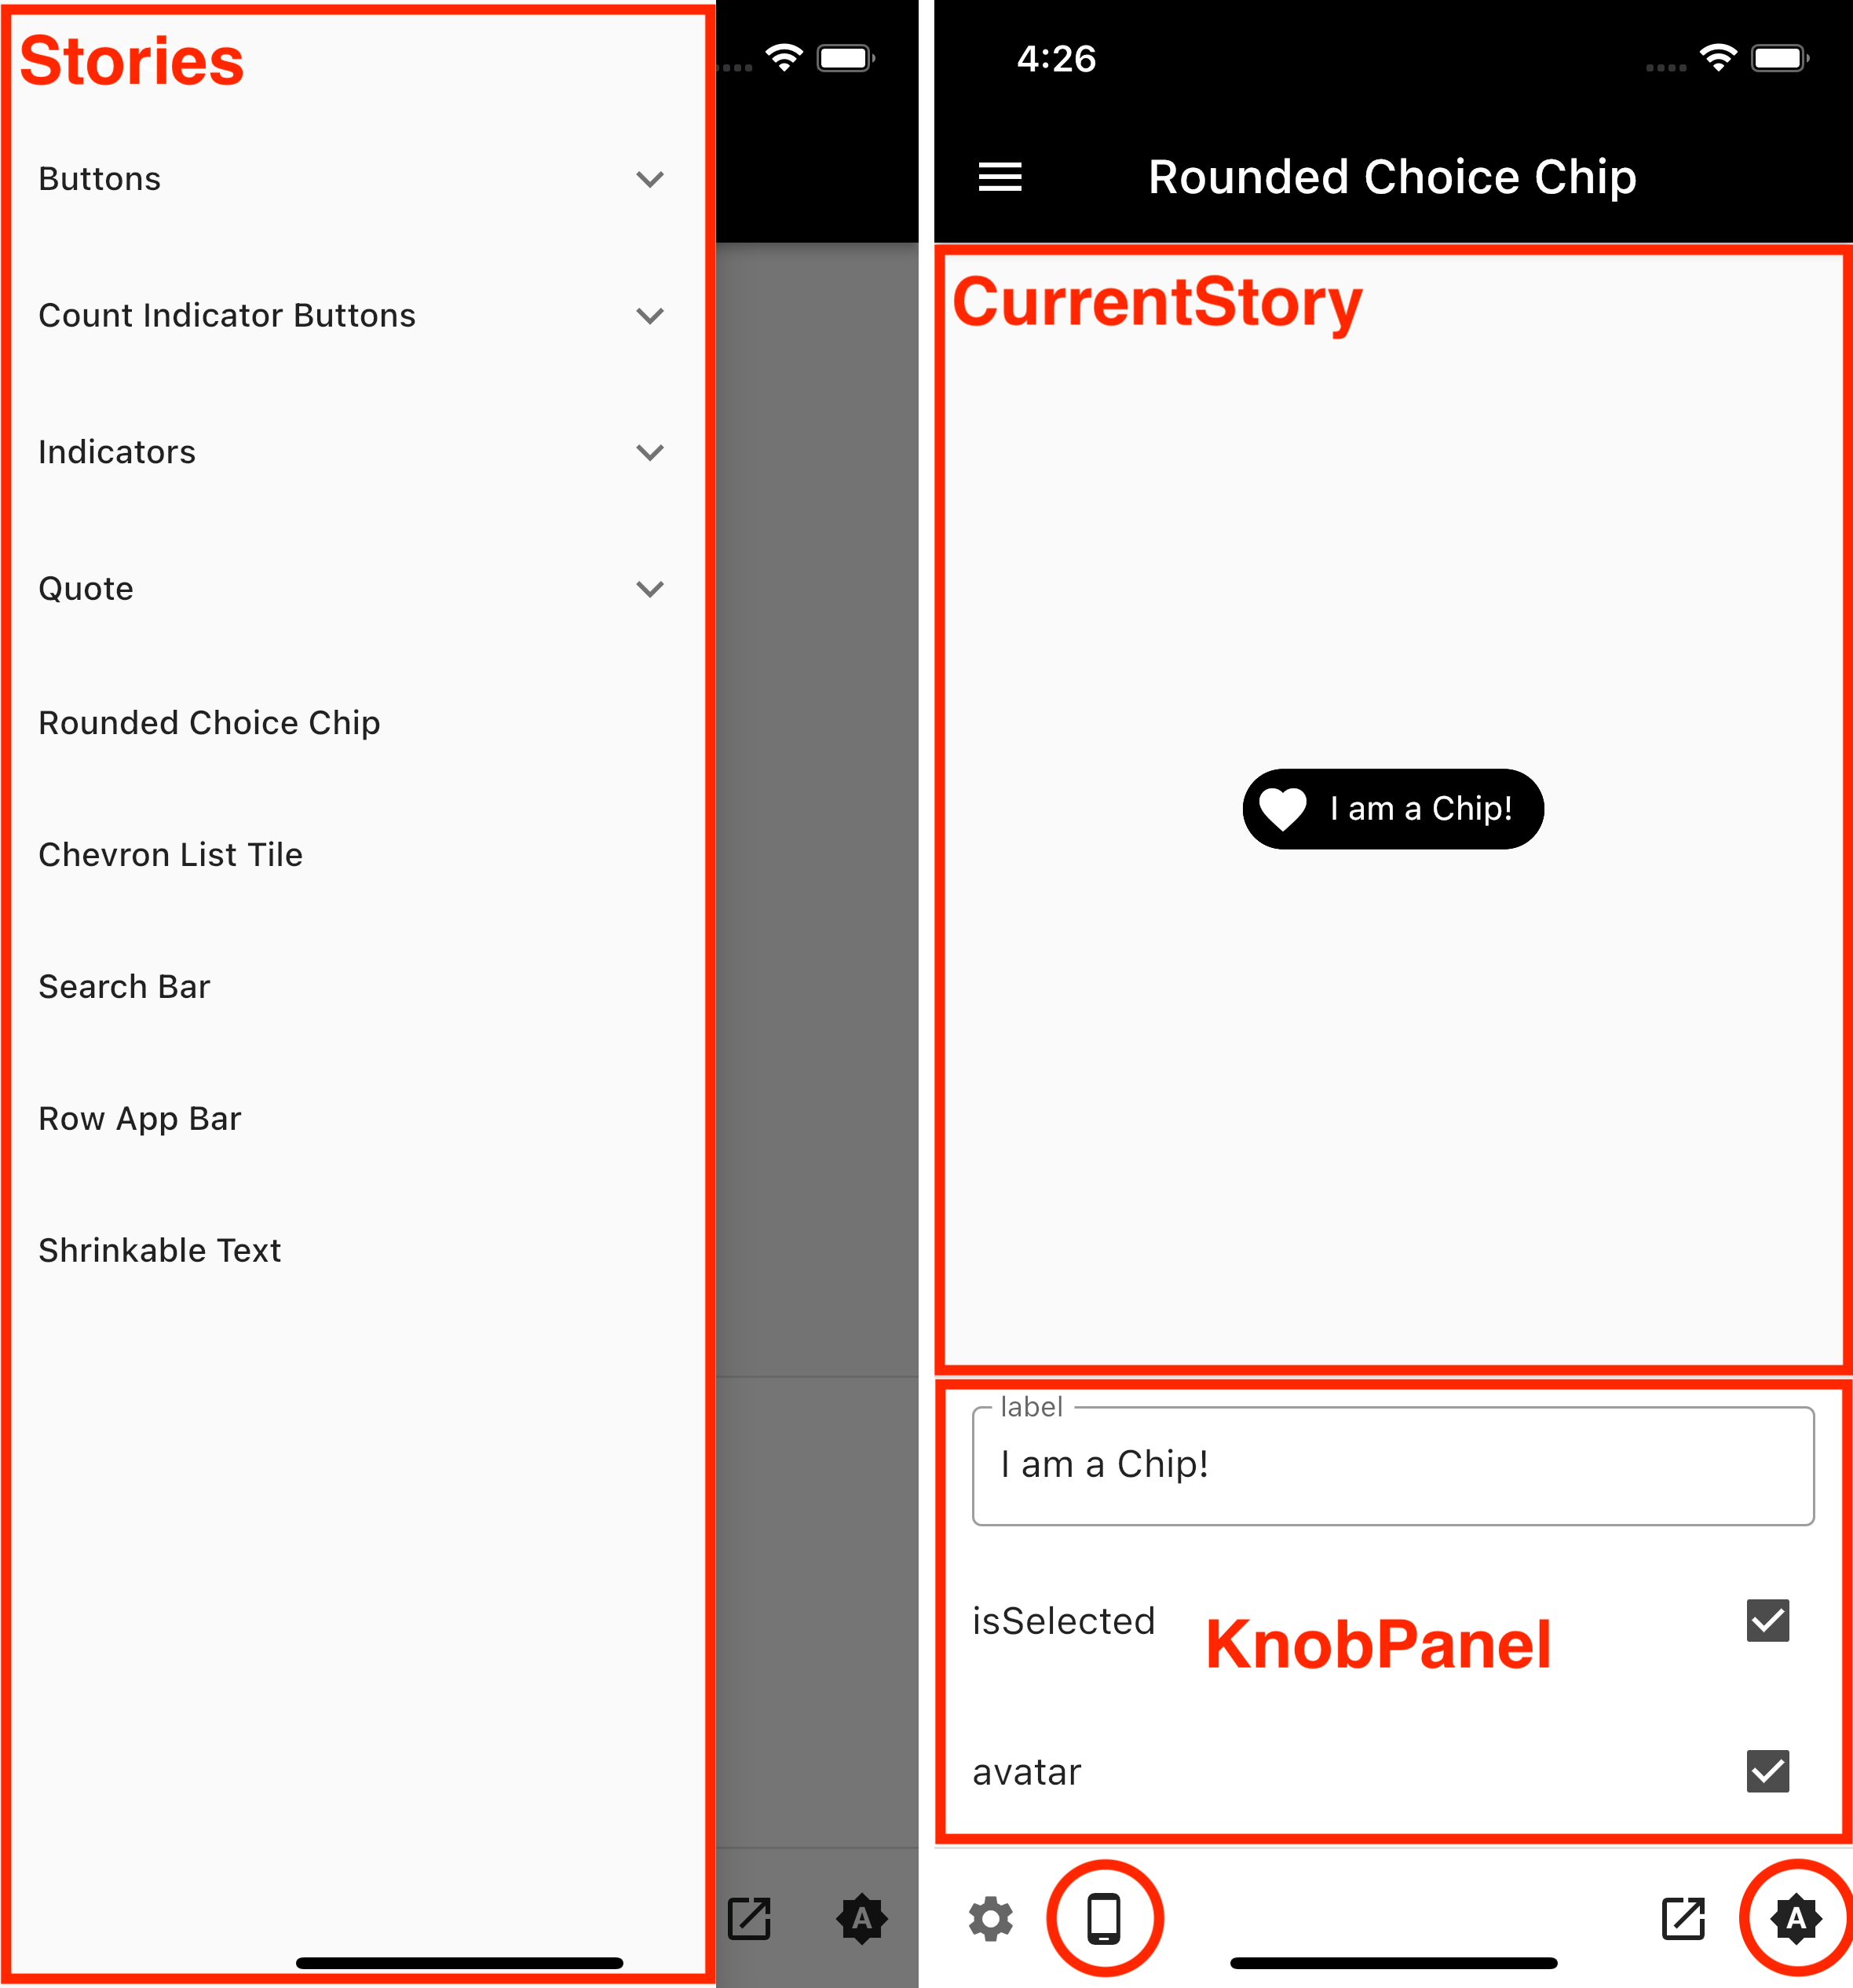 Stories
Buttons
Count Indicator Buttons
Indicators
Quote
Rounded Choice Chip
Chevron List Tile
Search Bar
Row App Bar
Shrinkable Text
A
4:26
Rounded Choice Chip
CurrentStory
I am a Chip!
label
I am a Chip!
isSelected
KnobPanel
avatar
A